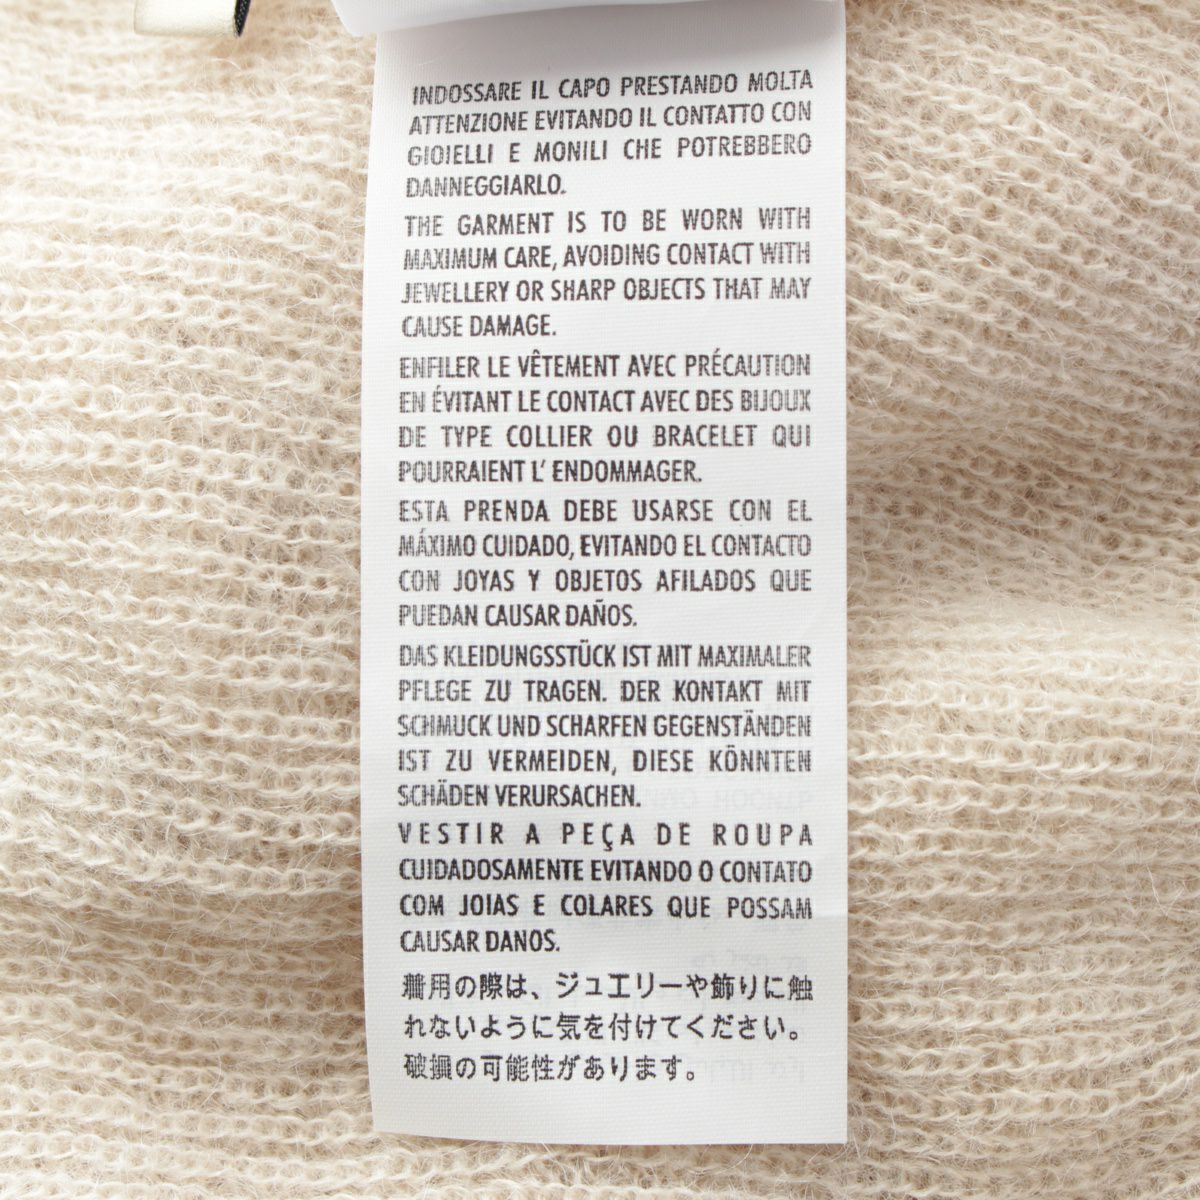 INDOSSARE IL CAPO PRESTANDO MOLTA
ATTENZIONE EVITANDO IL CONTATTO CON
GIOIELLI E MONILI CHE POTREBBERO
DANNEGGIARLO.
THE GARMENT IS TO BE WORN WITH
MAXIMUM CARE, AVOIDING CONTACT WITH
JEWELLERY OR SHARP OBJECTS THAT MAY
CAUSE DAMAGE.
ENFILER LE VÊTEMENT AVEC PRÉCAUTION
EN ÉVITANT LE CONTACT AVEC DES BIJOUX
DE TYPE COLLIER OU BRACELET QUI
POURRAIENT L' ENDOMMAGER.
ESTA PRENDA DEBE USARSE CON EL
MÁXIMO CUIDADO, EVITANDO EL CONTACTO
CON JOYAS Y OBJETOS AFILADOS QUE
PUEDAN CAUSAR DAÑOS.
DAS KLEIDUNGSSTÜCK IST MIT MAXIMALER
PFLEGE ZU TRAGEN. DER KONTAKT MIT
SCHMUCK UND SCHARFEN GEGENSTÄNDEN
IST ZU VERMEIDEN, DIESE KÖNNTEN
SCHÄDEN VERURSACHEN.
VESTIR A PEÇA DE ROUPA
CUIDADOSAMENTE EVITANDO O CONTATO
COM JOIAS E COLARES QUE POSSAM
CAUSAR DANOS.
着用の際は、ジュエリーや飾りに触
れないように気を付けてください。
破損の可能性があります。